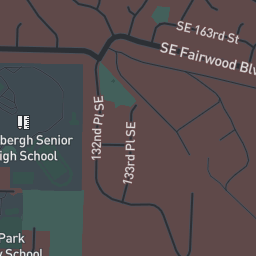 SE 163rd St
SE Fairwood Blv
132nd Pl SE
133rd Pl SE
bergh Senior
igh School
Park
y School